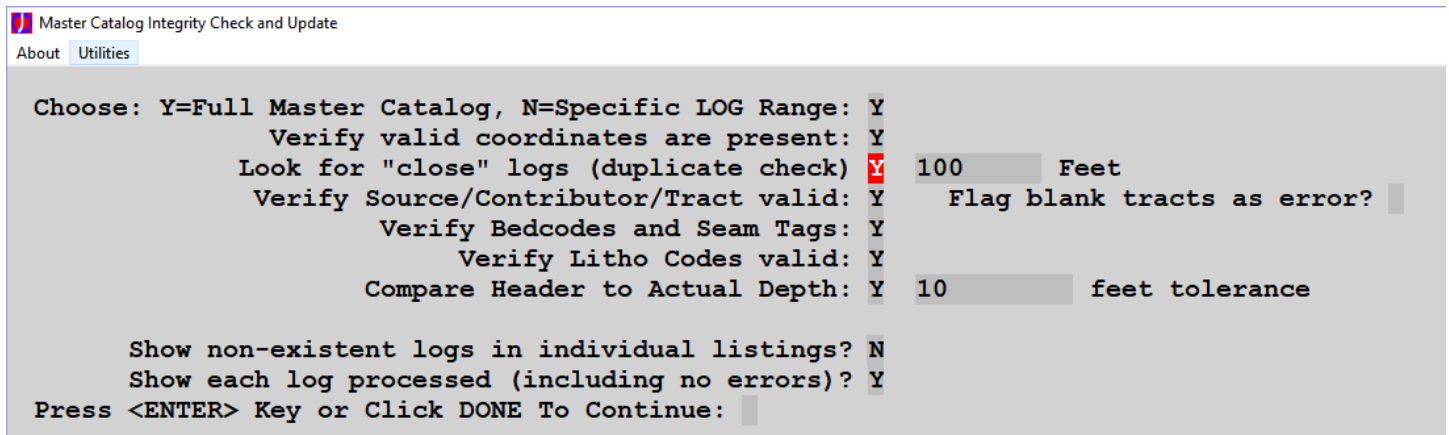 Master Catalog Integrity Check and Update
About Utilities
Choose: Y=Full Master Catalog, N=Specific LOG Range: Y
Verify valid coordinates are present: Y
Look for "close" logs (duplicate check) Y 100 Feet
Verify Source/Contributor/Tract valid: Y Flag blank tracts as error?
Verify Bedcodes and Seam Tags: Y
Verify Litho Codes valid: Y
Compare Header to Actual Depth: Y 10 feet tolerance
Show non-existent logs in individual listings? N
Show each log processed (including no errors)? Y
Press <ENTER> Key or Click DONE To Continue: